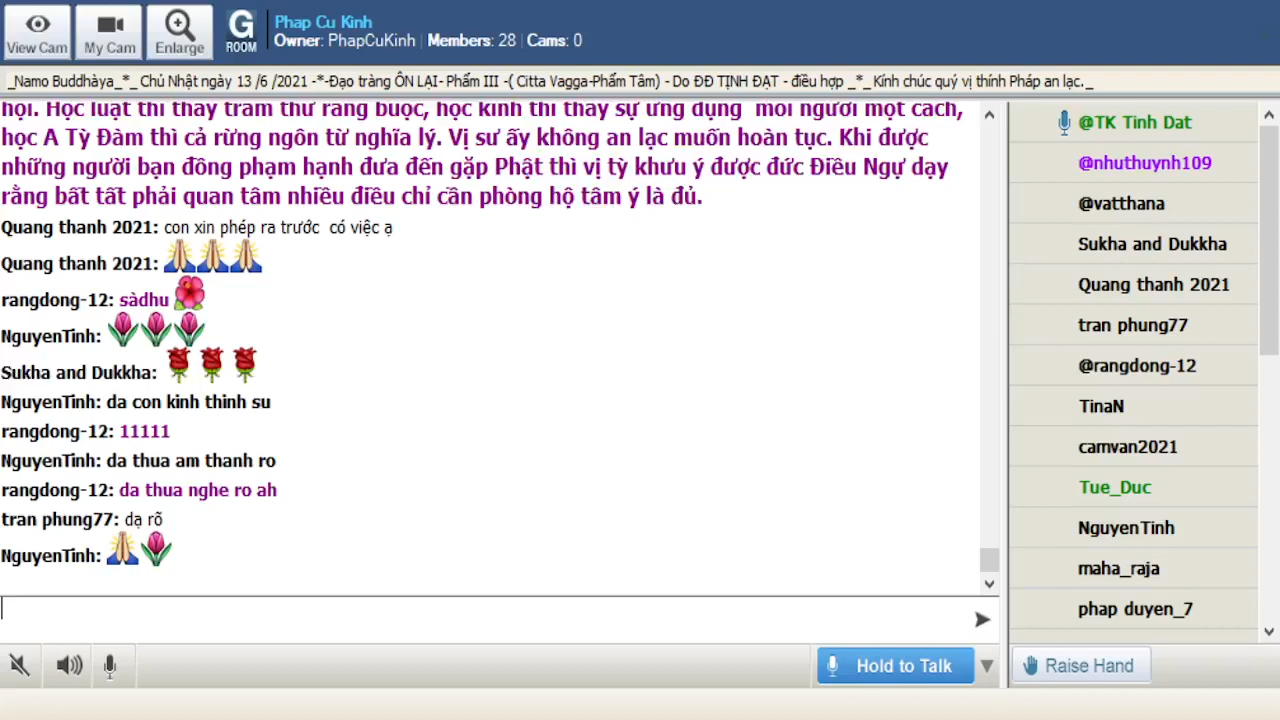 View Cam
My Cam
Enlarge
G
ROOM
Phap Cu Kinh
Owner: PhapCuKinh | Members: 28 | Cams: 0
_Namo Buddhàya_*_ Chủ Nhật ngày 13 /6 /2021 -*-Đạo tràng ÔN LẠI- Phẩm III -( Citta Vagga-Phẩm Tâm) - Do ĐĐ TỊNH ĐẠT - điều hợp _*_Kính chúc quý vị thính Pháp an lạc._
hội. Học luật thì thấy trăm thứ ràng buộc, học kinh thì thấy sự ứng dụng mỗi người một cách,
học A Tỳ Đàm thì cả rừng ngôn từ nghĩa lý. Vị sư ấy không an lạc muốn hoàn tục. Khi được
những người bạn đồng phạm hạnh đưa đến gặp Phật thì vị tỳ khưu ý được đức Điều Ngự dạy
rằng bất tất phải quan tâm nhiều điều chỉ cần phòng hộ tâm ý là đủ.
Quang thanh 2021: con xin phép ra trước có việc ạ
Quang thanh 2021:
rangdong-12: sàdhu
NguyenTinh:
Sukha and Dukkha:
NguyenTinh: da con kinh thinh su
rangdong-12: 11111
NguyenTinh: da thua am thanh ro
rangdong-12: da thua nghe ro ah
tran phung77: dạ rõ
NguyenTinh:
Hold to Talk
@TK Tinh Dat
@nhuthuynh109
@vatthana
Sukha and Dukkha
Quang thanh 2021
tran phung77
@rangdong-12
TinaN
camvan2021
Tue_Duc
NguyenTinh
maha_raja
phap duyen_7
Raise Hand